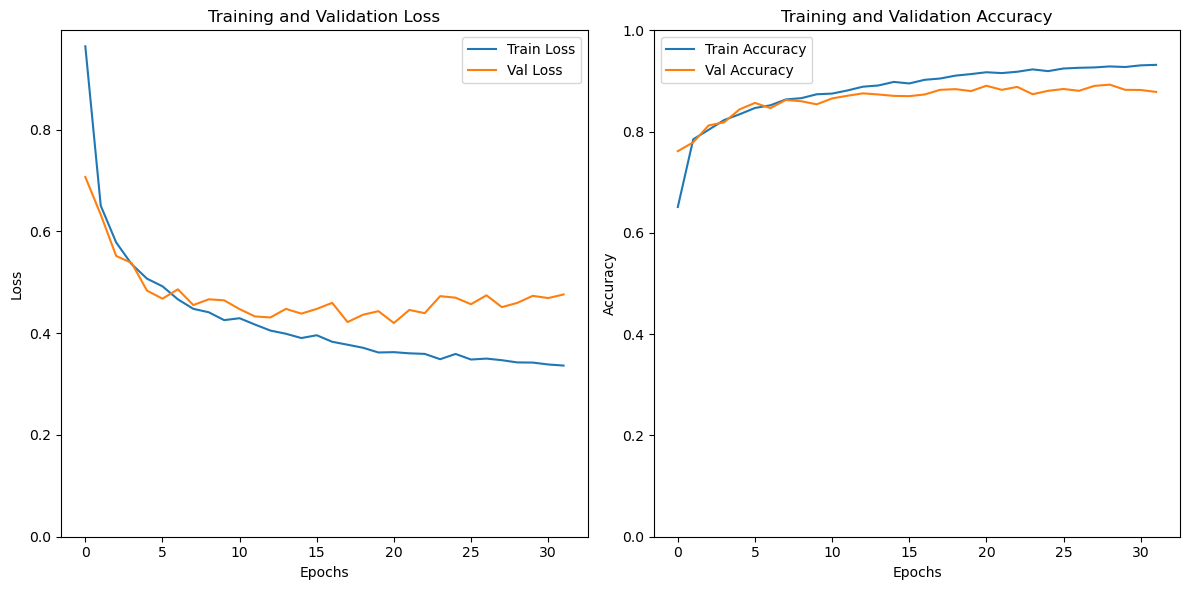 Training and Validation Loss
Train Loss
Val Loss
0.8
0.6
0.4
0.2
0.0
Loss
0 5 10 15 20 25 30
Epochs
Training and Validation Accuracy
Train Accuracy
Val Accuracy
1.0
0.8
0.6
0.4
0.2
0.0
Accuracy
0 5 10 15 20 25 30
Epochs